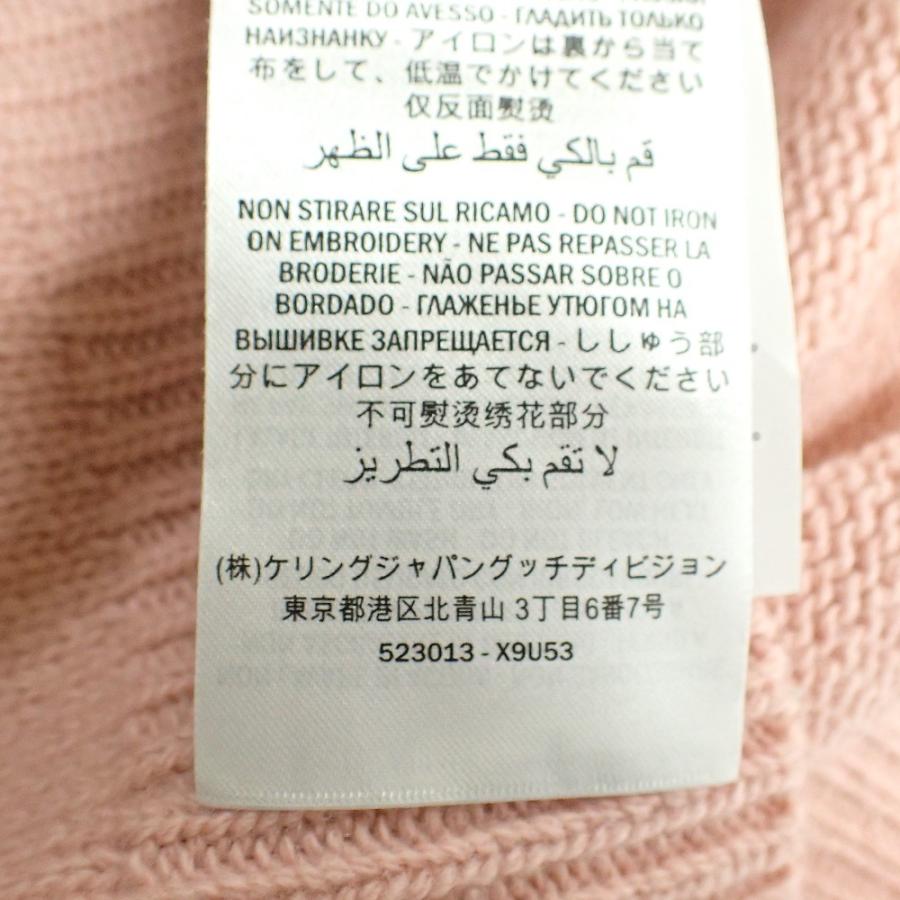 SOMENTE DO AVESSO - ГЛАДИТЬ ТОЛЬКО
НАИЗНАНКУ - アイロンは裏から当て
布をして、低温でかけてください
仅反面熨烫
قم بالكي فقط على الظهر
NON STIRARE SUL RICAMO - DO NOT IRON
ON EMBROIDERY - NE PAS REPASSER LA
BRODERIE - NÃO PASSAR SOBRE O
BORDADO - ГЛАЖЕНЬЕ УТЮГОМ НА
ВЫШИВКЕ ЗАПРЕЩАЕТСЯ - ししゅう部
分にアイロンをあてないでください
不可熨烫绣花部分
لا تقم بكي التطريز
(株)ケリングジャパングッチディビジョン
東京都港区北青山 3丁目6番7号
523013 - X9U53